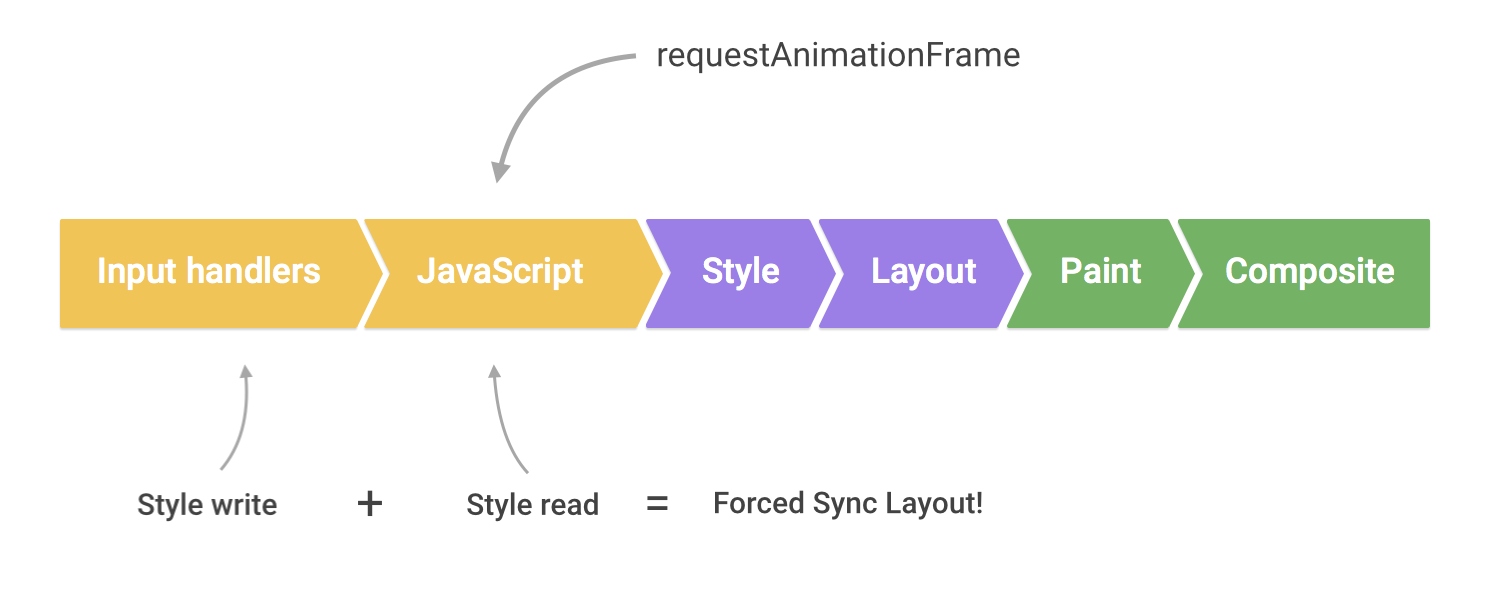 requestAnimationFrame
Input handlers JavaScript Style Layout Paint Composite
Style write + Style read = Forced Sync Layout!